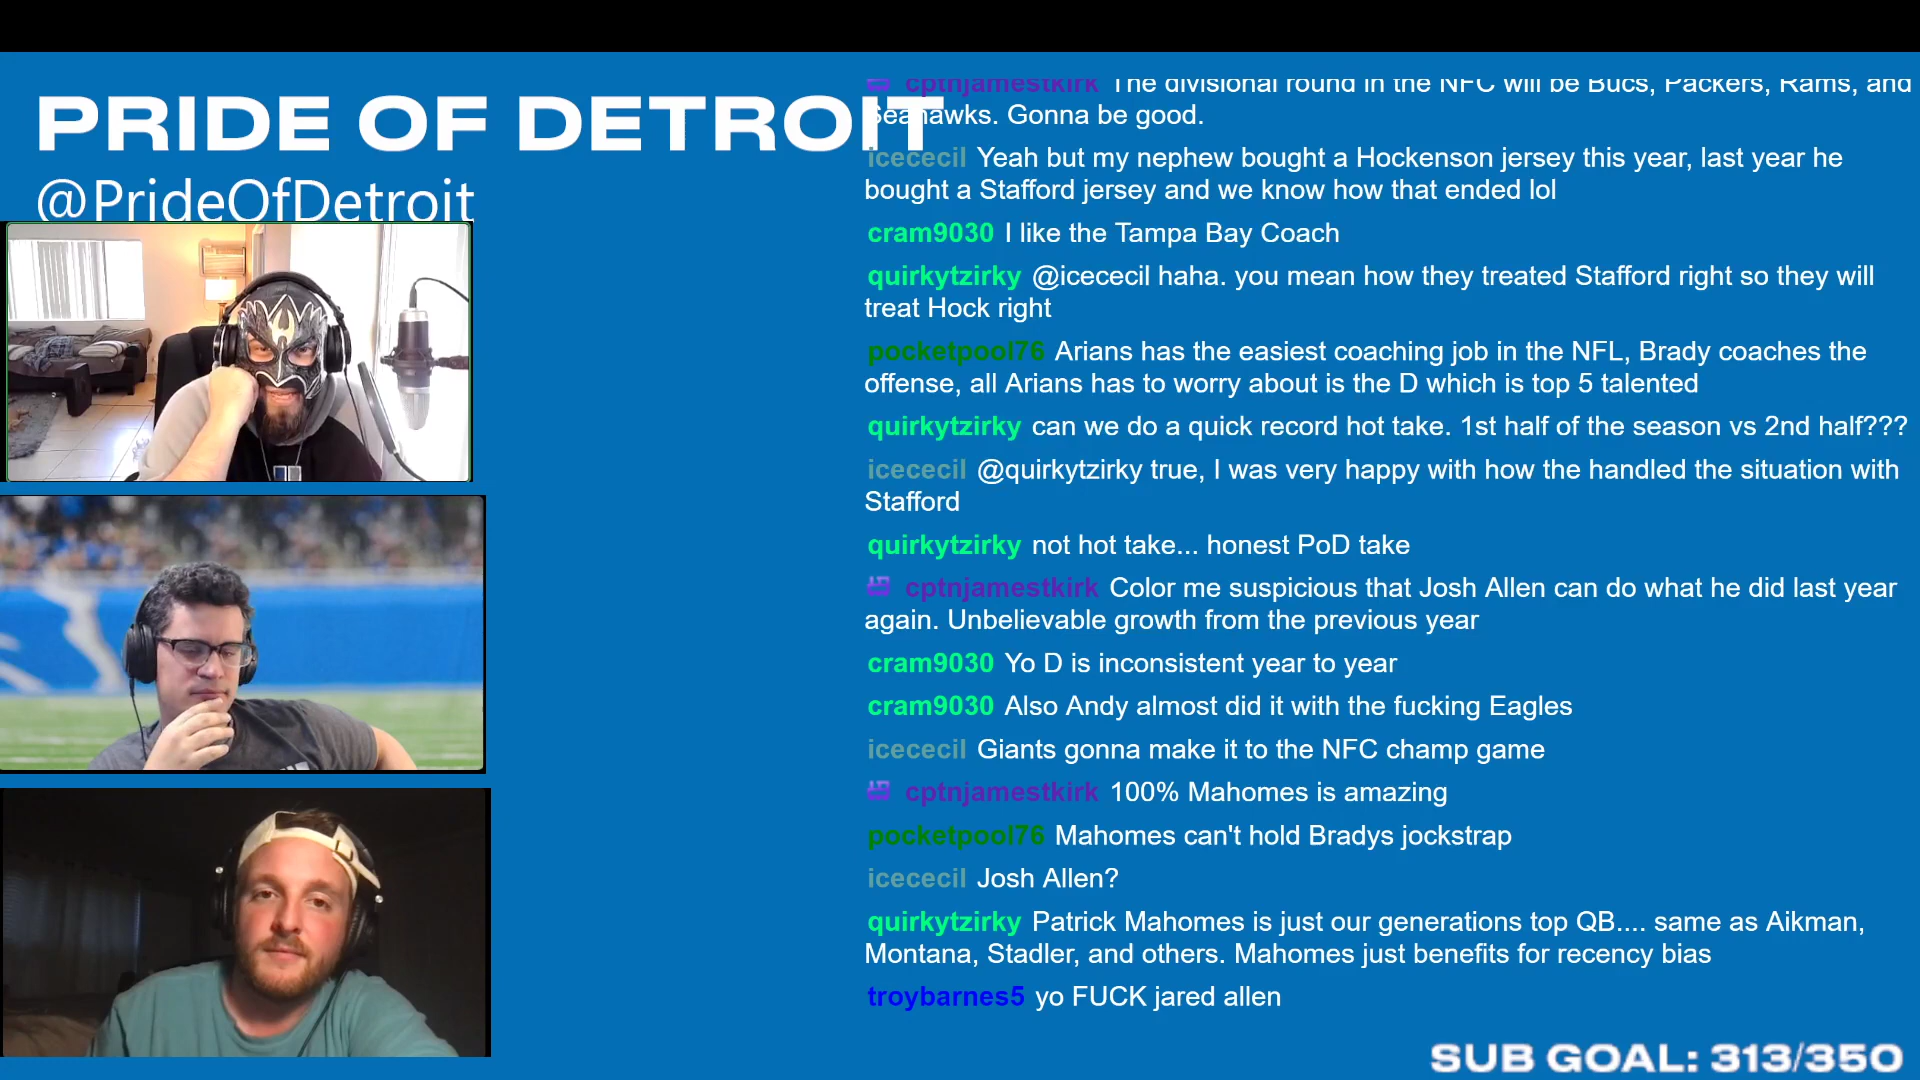 PRIDE OF DETROIT
@PrideOfDetroit
cptnjamestkirk The divisional round in the NFC will be Bucs, Packers, Rams, and
Seahawks. Gonna be good.
icececil Yeah but my nephew bought a Hockenson jersey this year, last year he
bought a Stafford jersey and we know how that ended lol
cram9030 I like the Tampa Bay Coach
quirkytzirky @icececil haha. you mean how they treated Stafford right so they will
treat Hock right
pocketpool76 Arians has the easiest coaching job in the NFL, Brady coaches the
offense, all Arians has to worry about is the D which is top 5 talented
quirkytzirky can we do a quick record hot take. 1st half of the season vs 2nd half???
icececil @quirkytzirky true, I was very happy with how the handled the situation with
Stafford
quirkytzirky not hot take... honest PoD take
cptnjamestkirk Color me suspicious that Josh Allen can do what he did last year
again. Unbelievable growth from the previous year
cram9030 Yo D is inconsistent year to year
cram9030 Also Andy almost did it with the fucking Eagles
icececil Giants gonna make it to the NFC champ game
cptnjamestkirk 100% Mahomes is amazing
pocketpool76 Mahomes can't hold Bradys jockstrap
icececil Josh Allen?
quirkytzirky Patrick Mahomes is just our generations top QB.... same as Aikman,
Montana, Stadler, and others. Mahomes just benefits for recency bias
troybarnes5 yo FUCK jared allen
SUB GOAL: 313/350